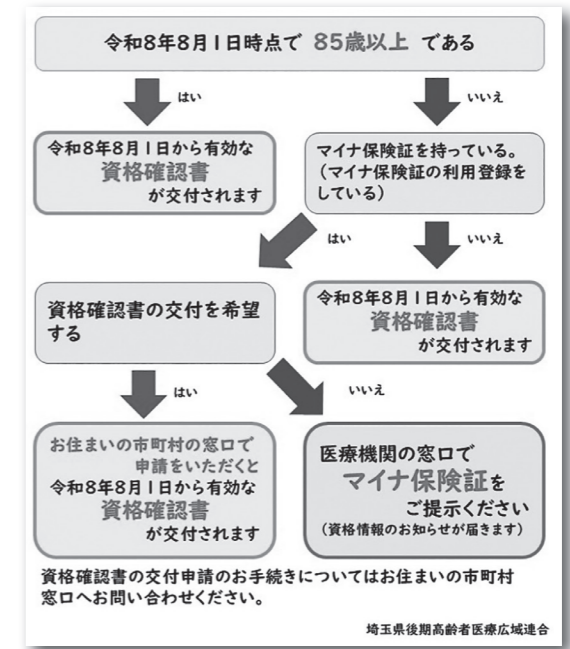 令和8年8月1日時点で 85歳以上 である
はい
いいえ
令和8年8月1日から有効な
資格確認書
が交付されます
マイナ保険証を持っている。
（マイナ保険証の利用登録を
している）
はい
いいえ
資格確認書の交付を希望
する
令和8年8月1日から有効な
資格確認書
が交付されます
はい
いいえ
お住まいの市町村の窓口で
申請をいただくと
令和8年8月1日から有効な
資格確認書
が交付されます
医療機関の窓口で
マイナ保険証を
ご提示ください
（資格情報のお知らせが届きます）
資格確認書の交付申請のお手続きについてはお住まいの市町村
窓口へお問い合わせください。
埼玉県後期高齢者医療広域連合